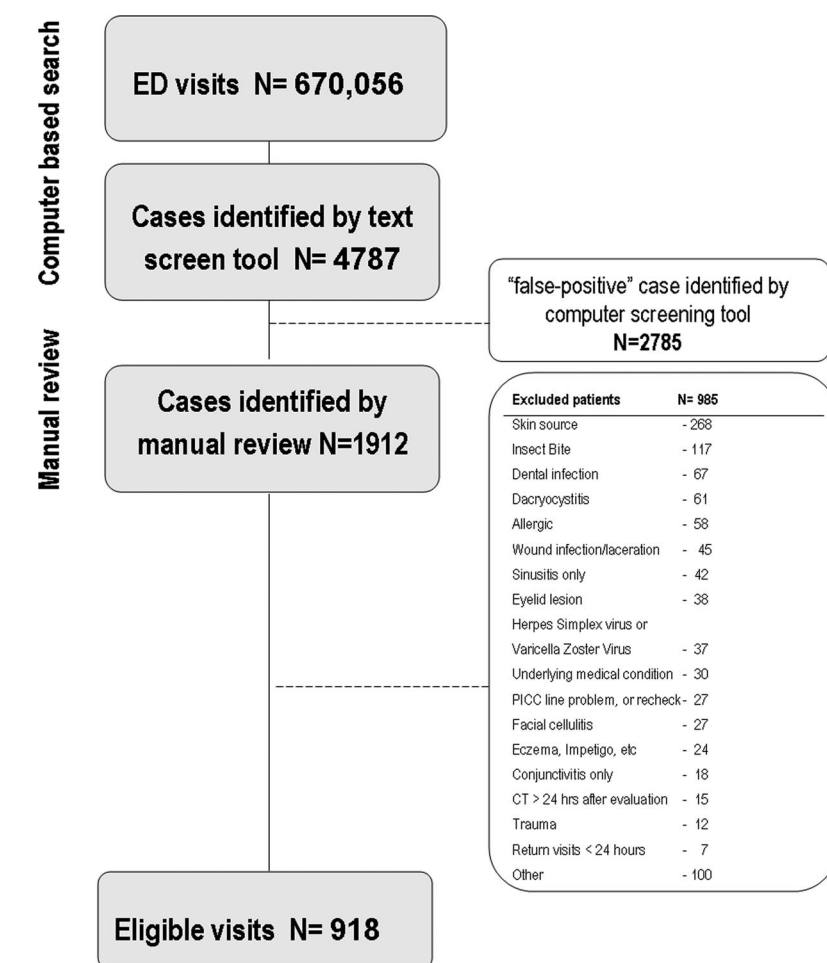 Computer based search
ED visits N= 670,056
Cases identified by text
screen tool N= 4787
"false-positive" case identified by
computer screening tool
N=2785
Manual review
Cases identified by
manual review N=1912
Excluded patients N= 985
Skin source - 268
Insect Bite - 117
Dental infection - 67
Dacryocystitis - 61
Allergic - 58
Wound infection/laceration - 45
Sinusitis only - 42
Eyelid lesion - 38
Herpes Simplex virus or
Varicella Zoster Virus - 37
Underlying medical condition - 30
PICC line problem, or recheck - 27
Facial cellulitis - 27
Eczema, Impetigo, etc - 24
Conjunctivitis only - 18
CT > 24 hrs after evaluation - 15
Trauma - 12
Return visits < 24 hours - 7
Other - 100
Eligible visits N= 918